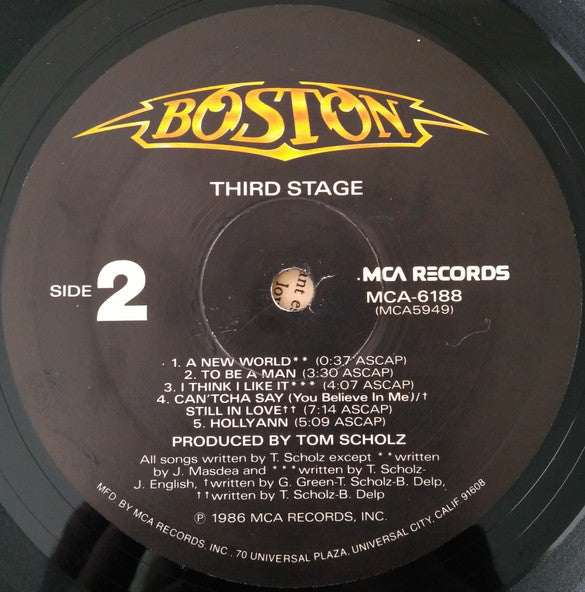 BOSTON
THIRD STAGE
SIDE 2
MCA RECORDS
MCA-6188
(MCA5949)
1. A NEW WORLD** (0:37 ASCAP)
2. TO BE A MAN (3:30 ASCAP)
3. I THINK I LIKE IT*** (4:07 ASCAP)
4. CAN'TCHA SAY (You Believe In Me)/†
STILL IN LOVE†† (7:14 ASCAP)
5. HOLLYANN (5:09 ASCAP)
PRODUCED BY TOM SCHOLZ
All songs written by T. Scholz except **written
by J. Masdea and ***written by T. Scholz-
J. English, †written by G. Green-T. Scholz-B. Delp,
††written by T. Scholz-B. Delp
℗ 1986 MCA RECORDS, INC.
MFD. BY MCA RECORDS, INC., 70 UNIVERSAL PLAZA, UNIVERSAL CITY, CALIF. 91608